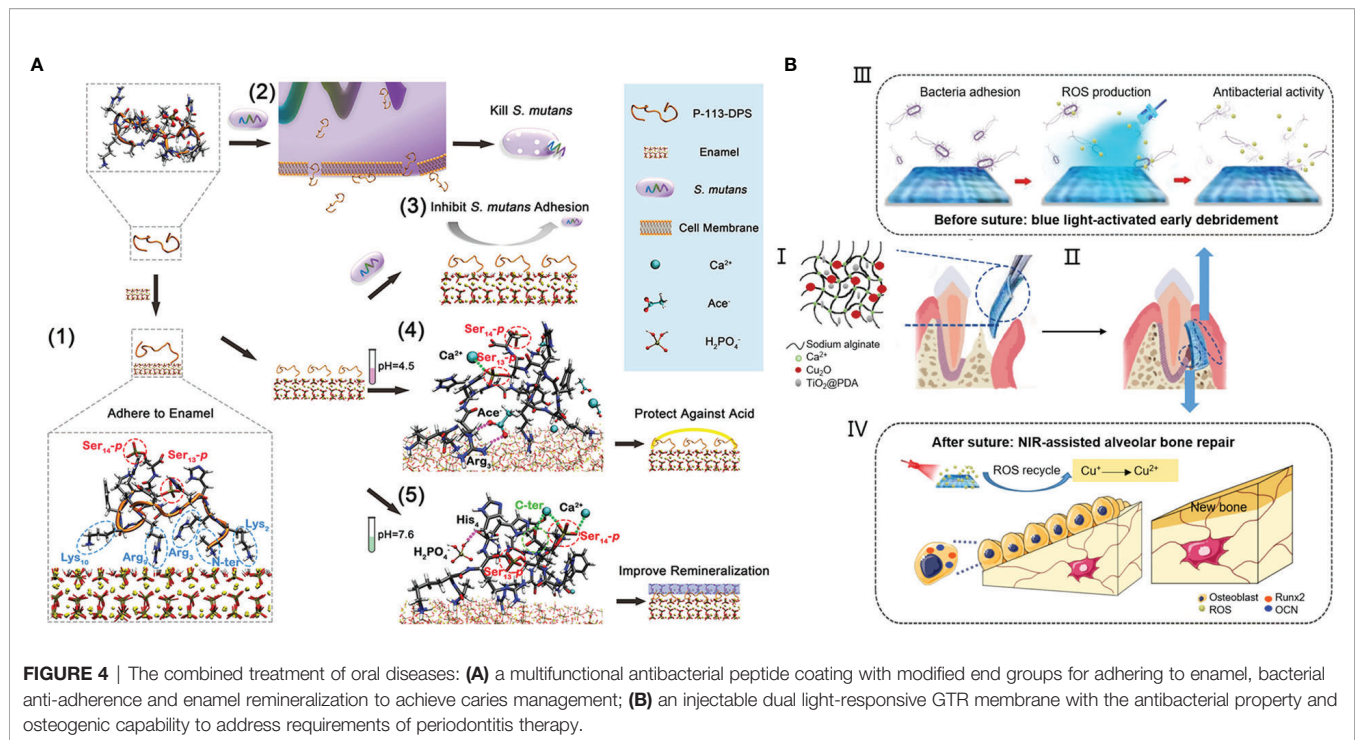 A
(2)
Kill S. mutans
(3)
Inhibit S. mutans Adhesion
(1)
Adhere to Enamel
Ser14-p
Ser13-p
Lys10
Arg
Arg3
N-ter
Lys2
(4)
pH=4.5
Ser14-p
Ca2+
Ser13-p
Ace-
Arg3
Protect Against Acid
(5)
pH=7.6
His4
C-ter
Ca2+
Ser14-p
H2PO4-
Ser13-p
Improve Remineralization
P-113-DPS
Enamel
S. mutans
Cell Membrane
Ca2+
Ace-
H2PO4-
B
III
Bacteria adhesion
ROS production
Antibacterial activity
Before suture: blue light-activated early debridement
I
Sodium alginate
Ca2+
Cu2O
TiO2@PDA
II
IV
After suture: NIR-assisted alveolar bone repair
ROS recycle
Cu+ → Cu2+
New bone
Osteoblast
Runx2
ROS
OCN
FIGURE 4 | The combined treatment of oral diseases: (A) a multifunctional antibacterial peptide coating with modified end groups for adhering to enamel, bacterial
anti-adherence and enamel remineralization to achieve caries management; (B) an injectable dual light-responsive GTR membrane with the antibacterial property and
osteogenic capability to address requirements of periodontitis therapy.